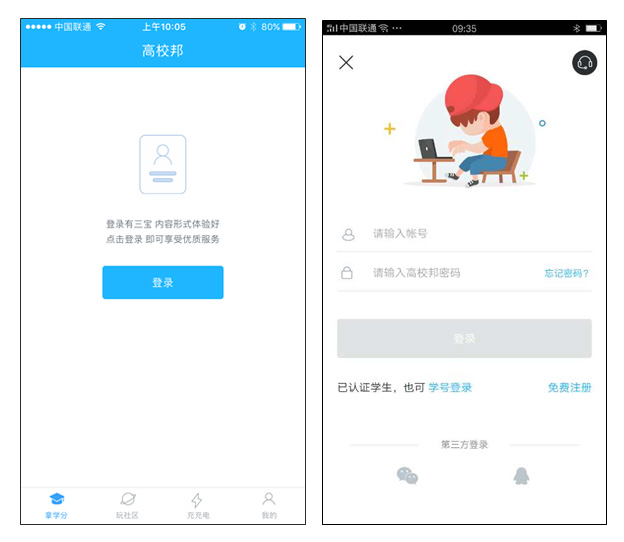 中国联通 上午10:05 80%
高校邦
登录有三宝 内容形式体验好
点击登录 即可享受优质服务
登录
拿学分 玩社区 充充电 我的
中国联通 09:35
请输入帐号
请输入高校邦密码 忘记密码?
登录
已认证学生，也可 学号登录 免费注册
第三方登录